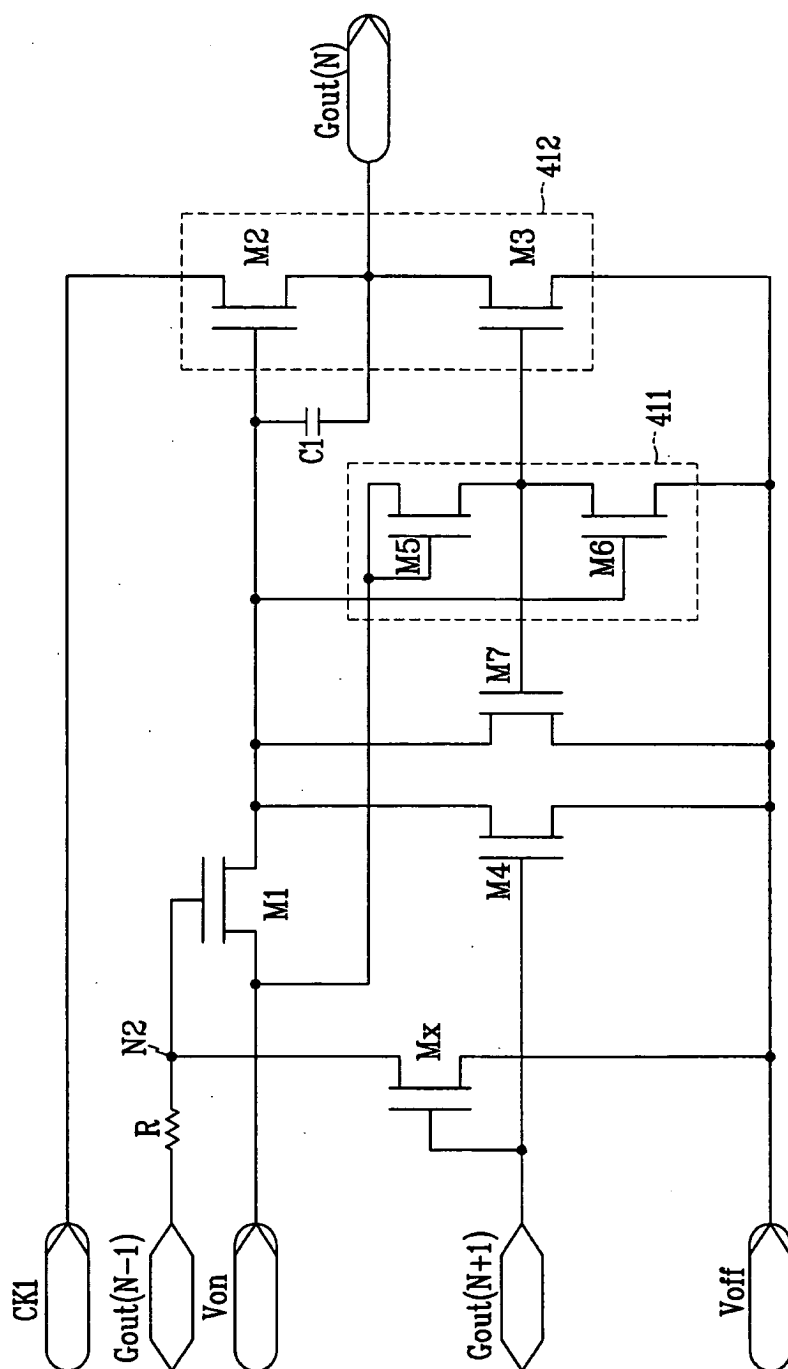 CK1
Gout(N-1)
Von
Gout(N+1)
Voff
R
N2
Mx
M1
M4
M7
M5
M6
411
C1
M2
M3
412
Gout(N)